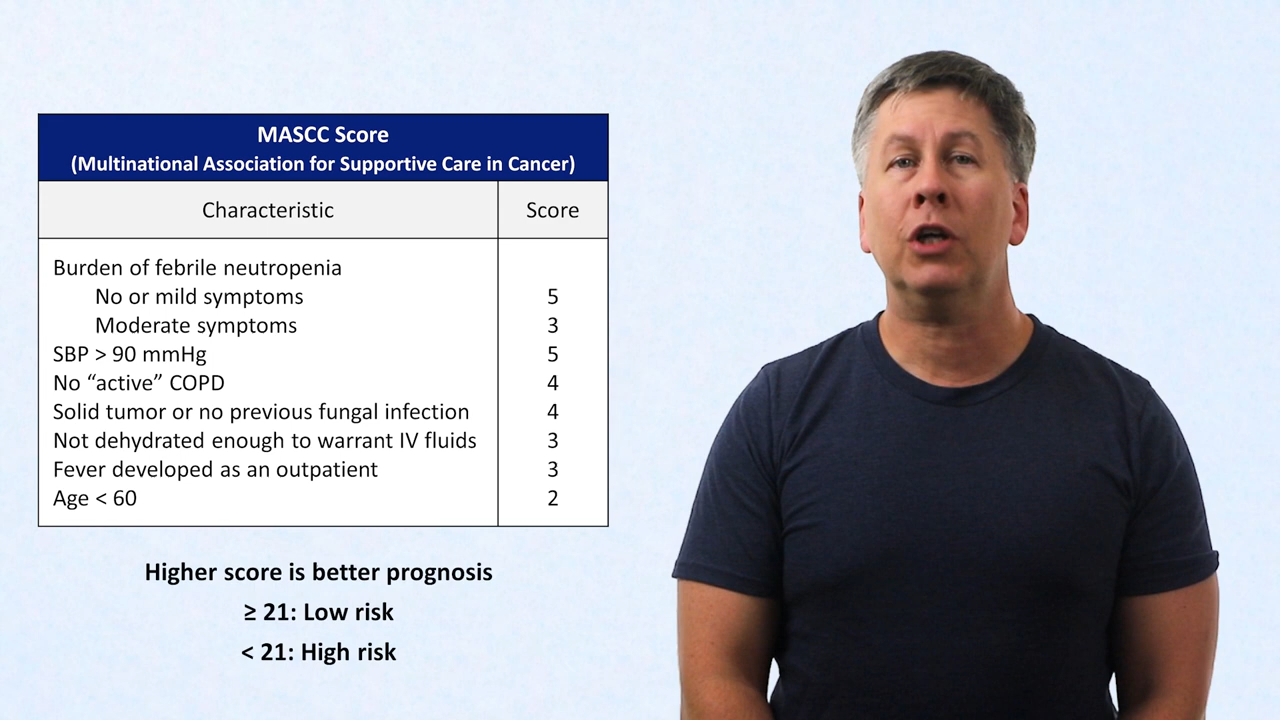 MASCC Score
(Multinational Association for Supportive Care in Cancer)
Characteristic Score
Burden of febrile neutropenia
No or mild symptoms 5
Moderate symptoms 3
SBP > 90 mmHg 5
No “active” COPD 4
Solid tumor or no previous fungal infection 4
Not dehydrated enough to warrant IV fluids 3
Fever developed as an outpatient 3
Age < 60 2
Higher score is better prognosis
≥ 21: Low risk
< 21: High risk